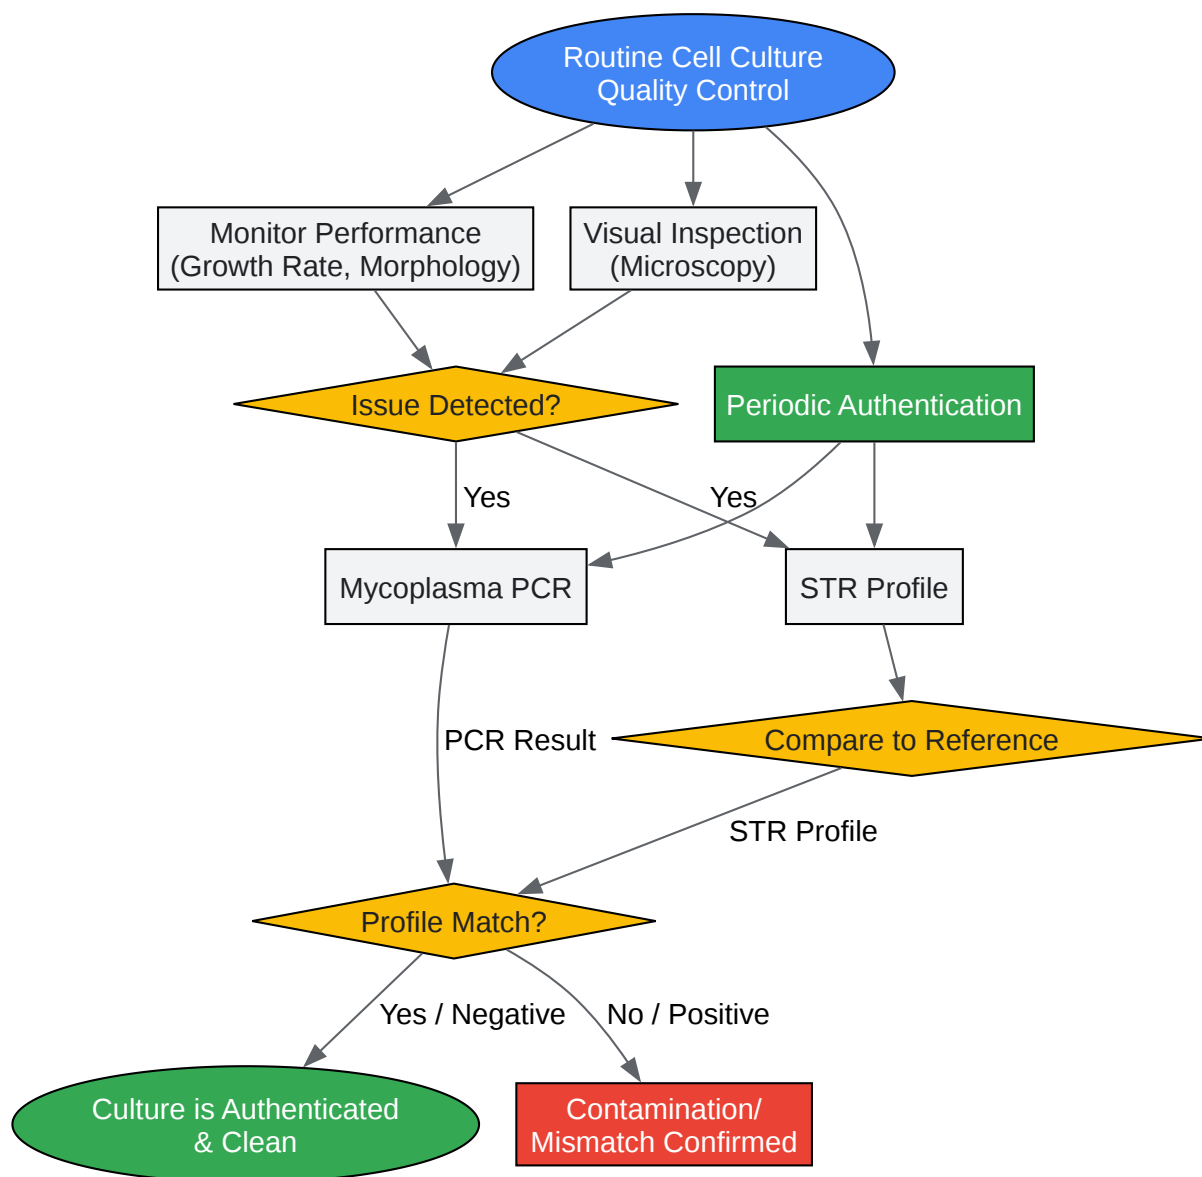 Routine Cell Culture
Quality Control
Monitor Performance
(Growth Rate, Morphology)
Visual Inspection
(Microscopy)
Issue Detected?
Periodic Authentication
Yes
Yes
Mycoplasma PCR
STR Profile
PCR Result
Compare to Reference
STR Profile
Profile Match?
Yes / Negative
No / Positive
Culture is Authenticated
& Clean
Contamination/
Mismatch Confirmed